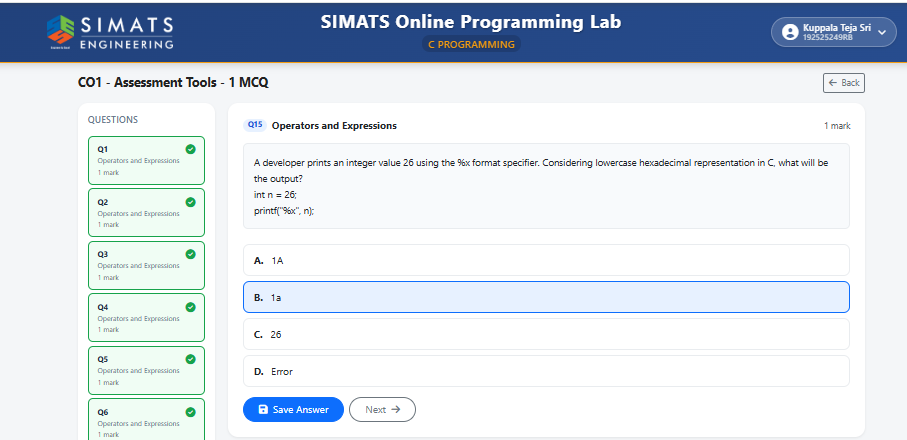 SIMATS
ENGINEERING
SIMATS Online Programming Lab
C PROGRAMMING
Kuppala Teja Sri
192525249RB
CO1 - Assessment Tools - 1 MCQ
← Back
QUESTIONS
Q1
Operators and Expressions
1 mark
Q2
Operators and Expressions
1 mark
Q3
Operators and Expressions
1 mark
Q4
Operators and Expressions
1 mark
Q5
Operators and Expressions
1 mark
Q6
Operators and Expressions
1 mark
Q15 Operators and Expressions 1 mark
A developer prints an integer value 26 using the %x format specifier. Considering lowercase hexadecimal representation in C, what will be
the output?
int n = 26;
printf("%x", n);
A. 1A
B. 1a
C. 26
D. Error
Save Answer
Next →